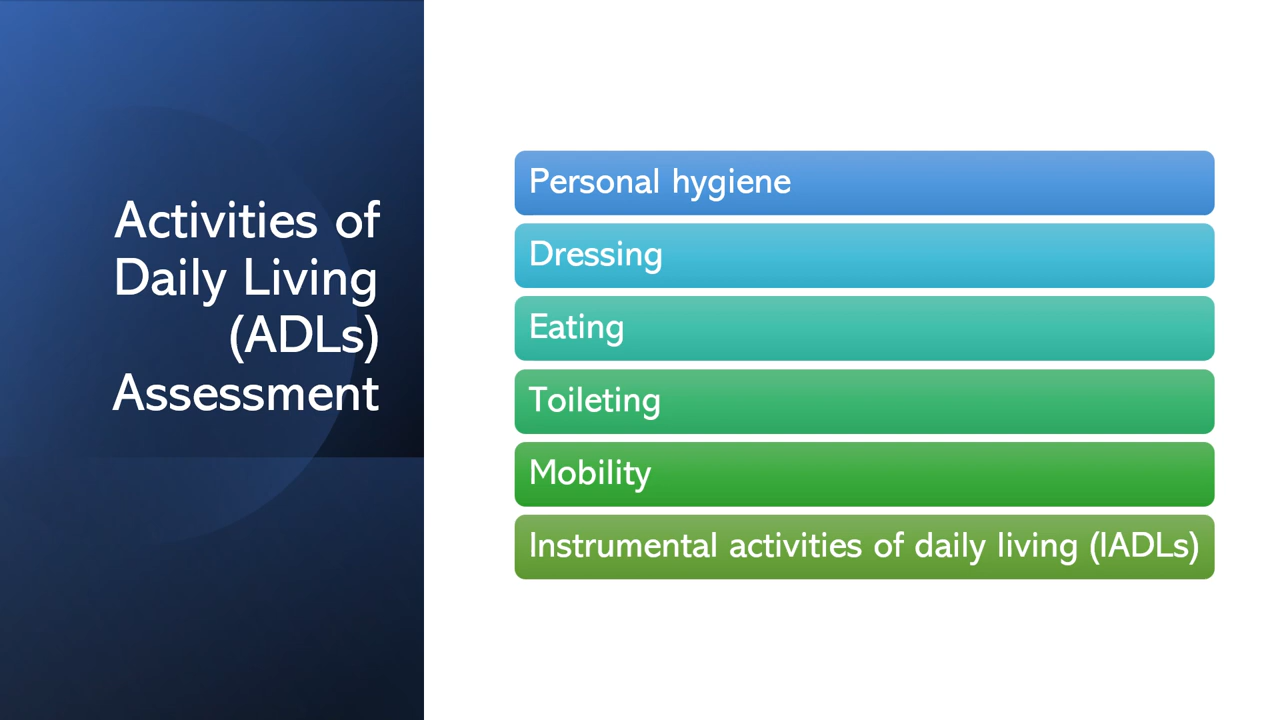 Activities of
Daily Living
(ADLs)
Assessment
Personal hygiene
Dressing
Eating
Toileting
Mobility
Instrumental activities of daily living (IADLs)